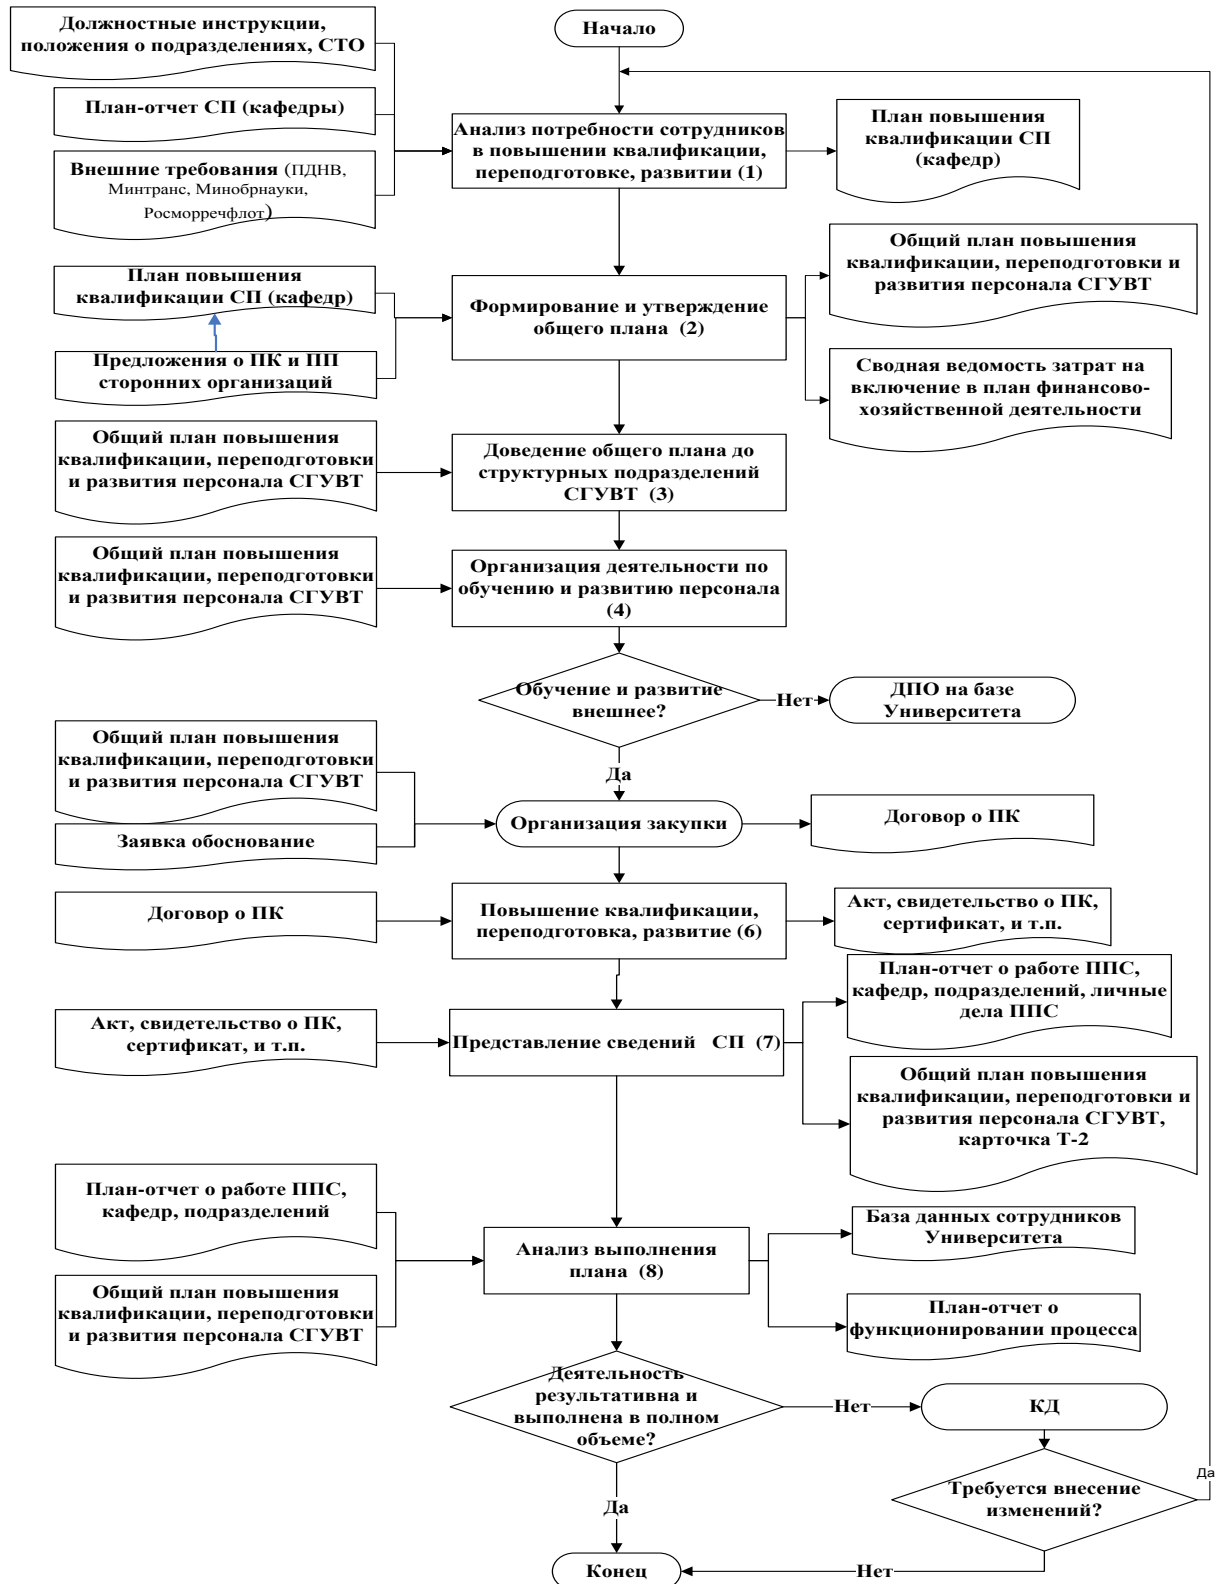 Должностные инструкции,
положения о подразделениях, СТО
Начало
План-отчет СП (кафедры)
Внешние требования (ПДНВ,
Минтранс, Минобрнауки,
Росморречфлот)
Анализ потребности сотрудников
в повышении квалификации,
переподготовке, развитии (1)
План повышения
квалификации СП
(кафедр)
План повышения
квалификации СП (кафедр)
Предложения о ПК и ПП
сторонних организаций
Формирование и утверждение
общего плана (2)
Общий план повышения
квалификации, переподготовки и
развития персонала СГУВТ
Сводная ведомость затрат на
включение в план финансово-
хозяйственной деятельности
Общий план повышения
квалификации, переподготовки
и развития персонала СГУВТ
Доведение общего плана до
структурных подразделений
СГУВТ (3)
Общий план повышения
квалификации, переподготовки
и развития персонала СГУВТ
Организация деятельности по
обучению и развитию персонала
(4)
Обучение и развитие
внешнее?
Нет
ДПО на базе
Университета
Да
Общий план повышения
квалификации, переподготовки
и развития персонала СГУВТ
Заявка обоснование
Организация закупки
Договор о ПК
Договор о ПК
Повышение квалификации,
переподготовка, развитие (6)
Акт, свидетельство о ПК,
сертификат, и т.п.
Акт, свидетельство о ПК,
сертификат, и т.п.
Представление сведений СП (7)
План-отчет о работе ППС,
кафедр, подразделений, личные
дела ППС
Общий план повышения
квалификации, переподготовки и
развития персонала СГУВТ,
карточка Т-2
План-отчет о работе ППС,
кафедр, подразделений
Общий план повышения
квалификации, переподготовки
и развития персонала СГУВТ
Анализ выполнения
плана (8)
База данных сотрудников
Университета
План-отчет о
функционировании процесса
Деятельность
результативна и
выполнена в полном
объеме?
Нет
КД
Требуется внесение
изменений?
Да
Да
Нет
Конец